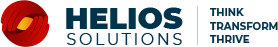 HELIOS
SOLUTIONS
THINK
TRANSFORM
THRIVE